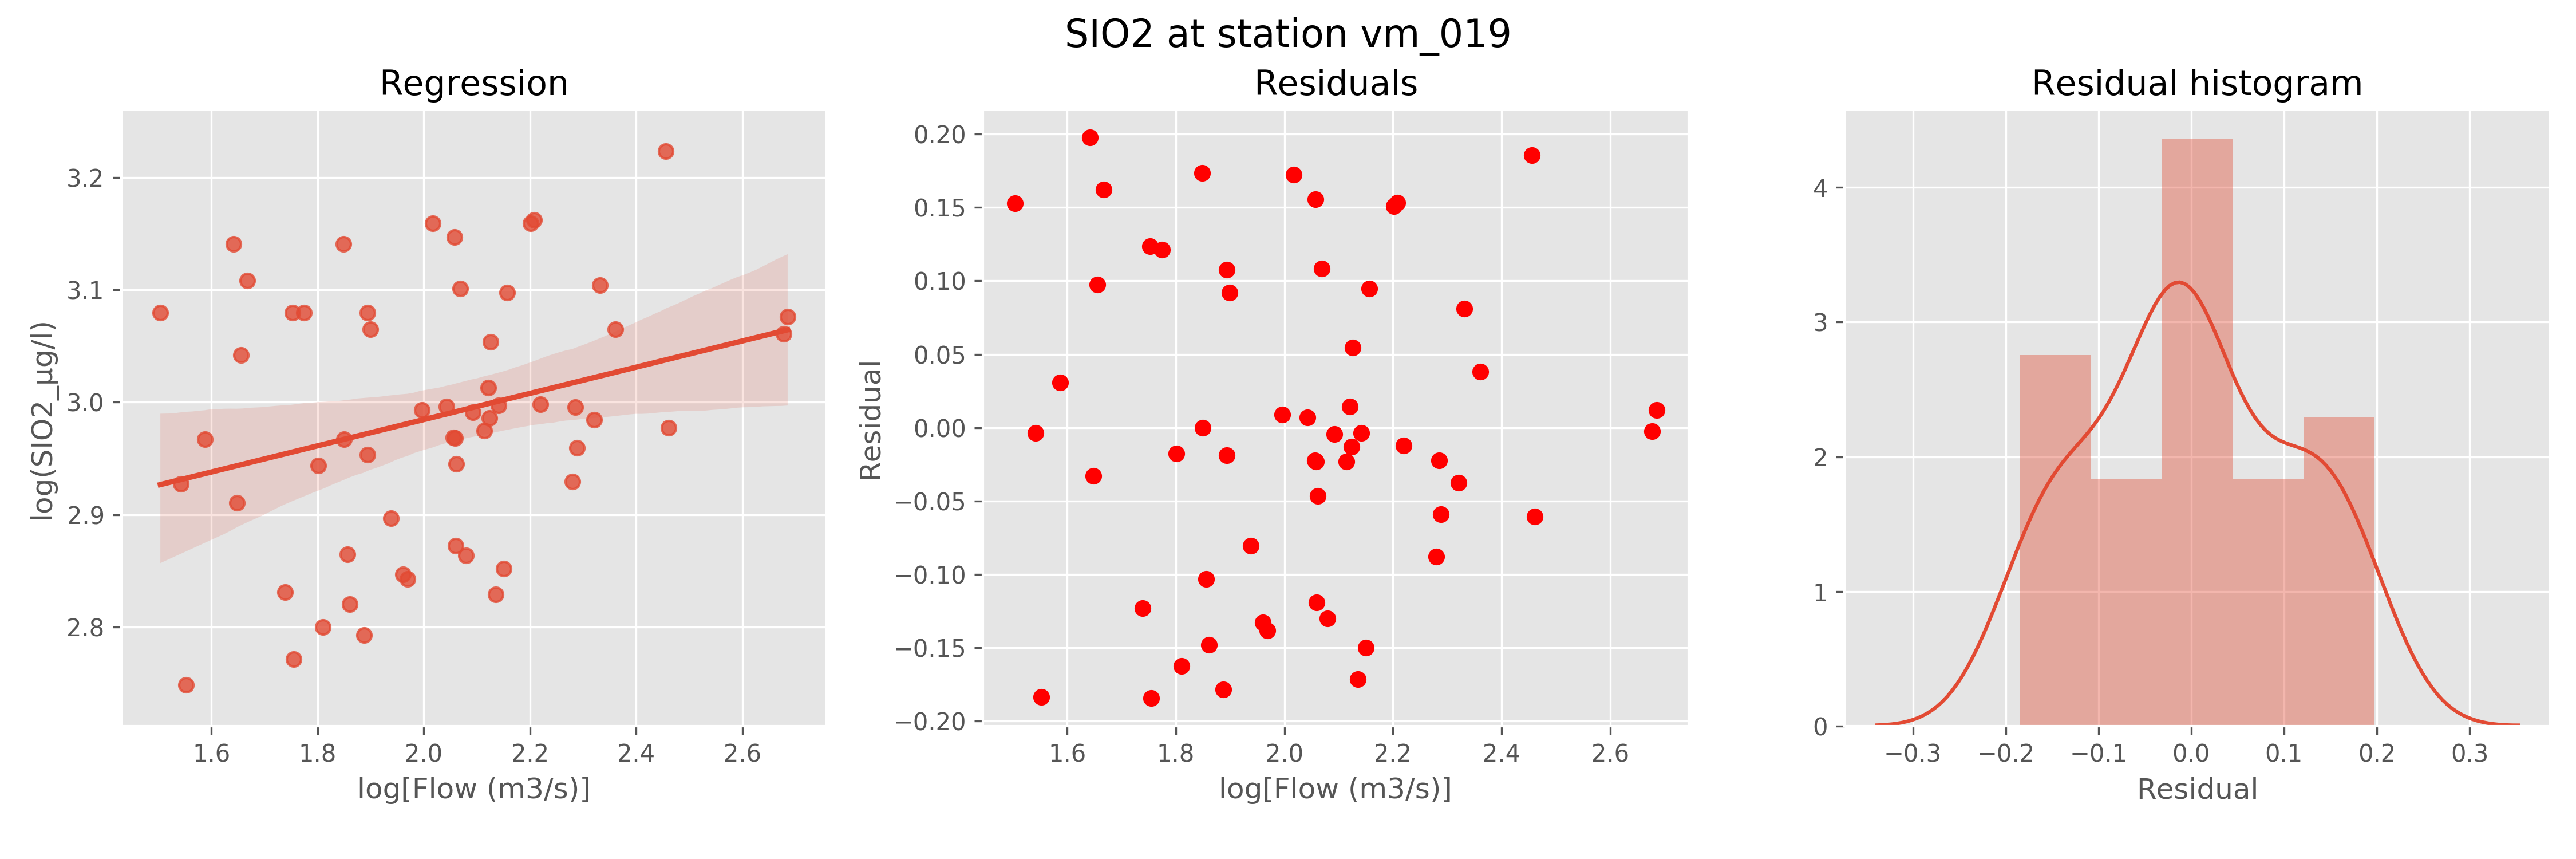 SIO2 at station vm_019
Regression
log(SIO2_µg/l)
3.2
3.1
3.0
2.9
2.8
1.6 1.8 2.0 2.2 2.4 2.6
log[Flow (m3/s)]
Residuals
Residual
0.20
0.15
0.10
0.05
0.00
−0.05
−0.10
−0.15
−0.20
1.6 1.8 2.0 2.2 2.4 2.6
log[Flow (m3/s)]
Residual histogram
4
3
2
1
0
−0.3 −0.2 −0.1 0.0 0.1 0.2 0.3
Residual